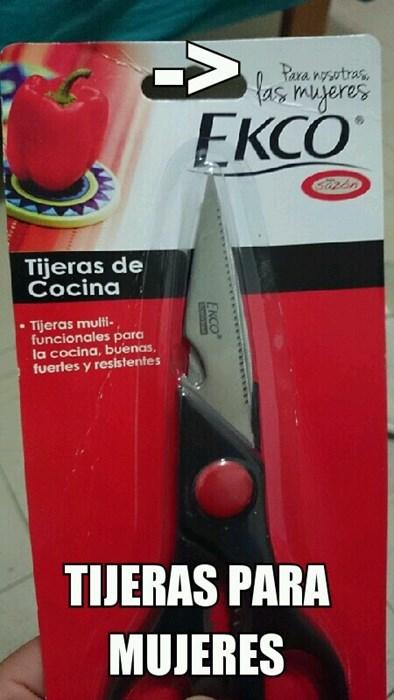 ->
Para nosotras,
las mujeres
EKCO®
sazón
Tijeras de
Cocina
• Tijeras multi-
funcionales para
la cocina, buenas,
fuertes y resistentes
EKCO®
TIJERAS PARA
MUJERES